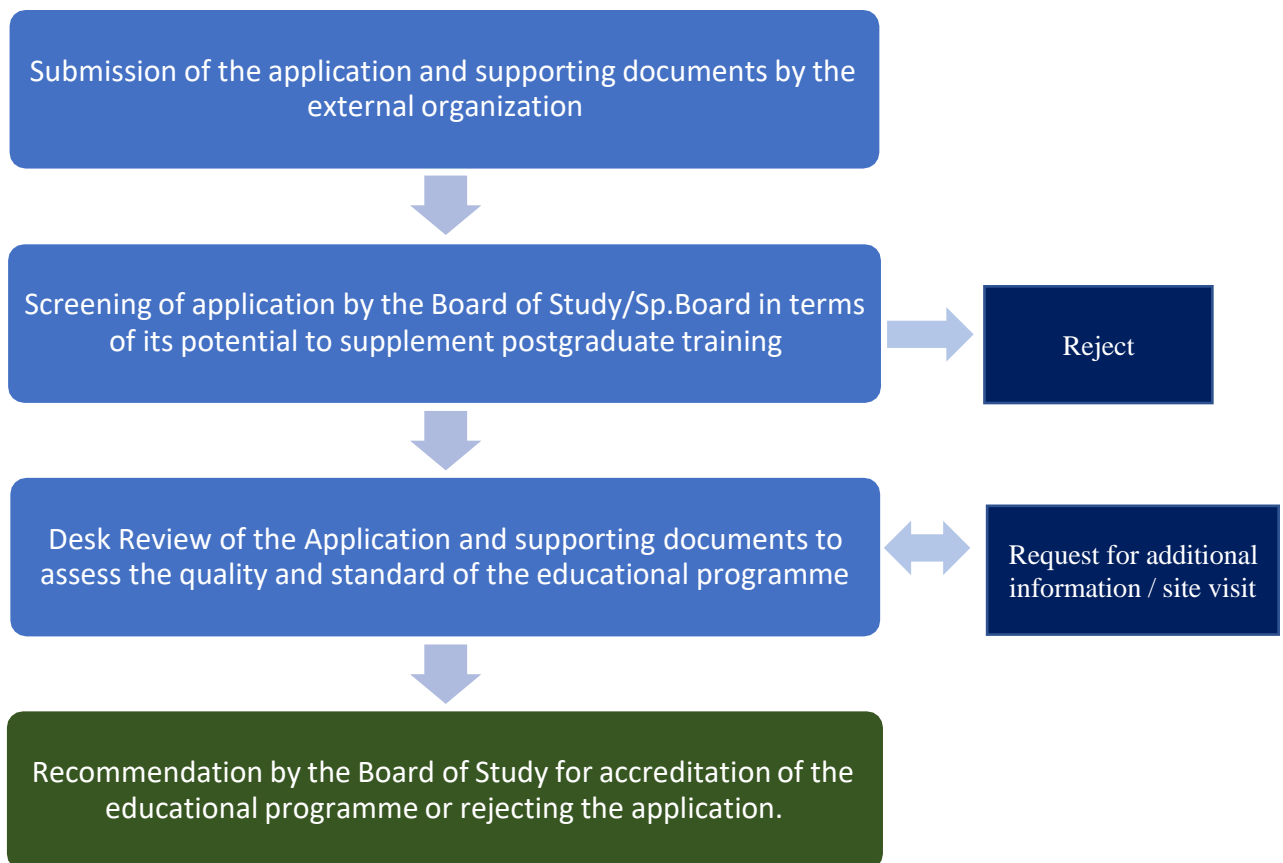 Submission of the application and supporting documents by the
external organization
Screening of application by the Board of Study/Sp.Board in terms
of its potential to supplement postgraduate training
Reject
Desk Review of the Application and supporting documents to
assess the quality and standard of the educational programme
Request for additional
information / site visit
Recommendation by the Board of Study for accreditation of the
educational programme or rejecting the application.